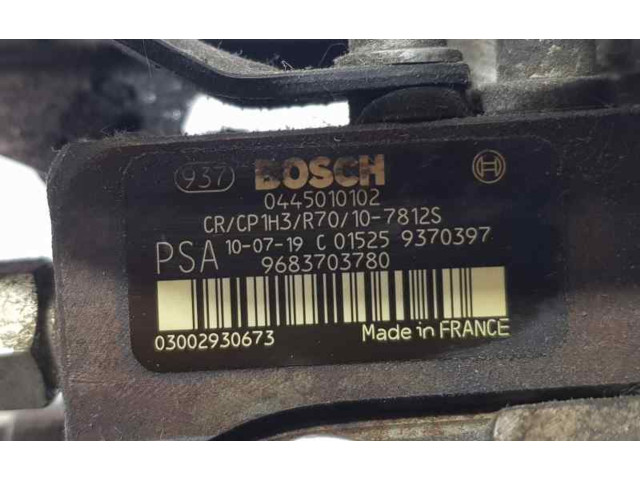 937 BOSCH
0445010102
CR/CP1H3/R70/10-7812S
PSA 10-07-19 C 01525 9370397
9683703780
03002930673 Made in FRANCE